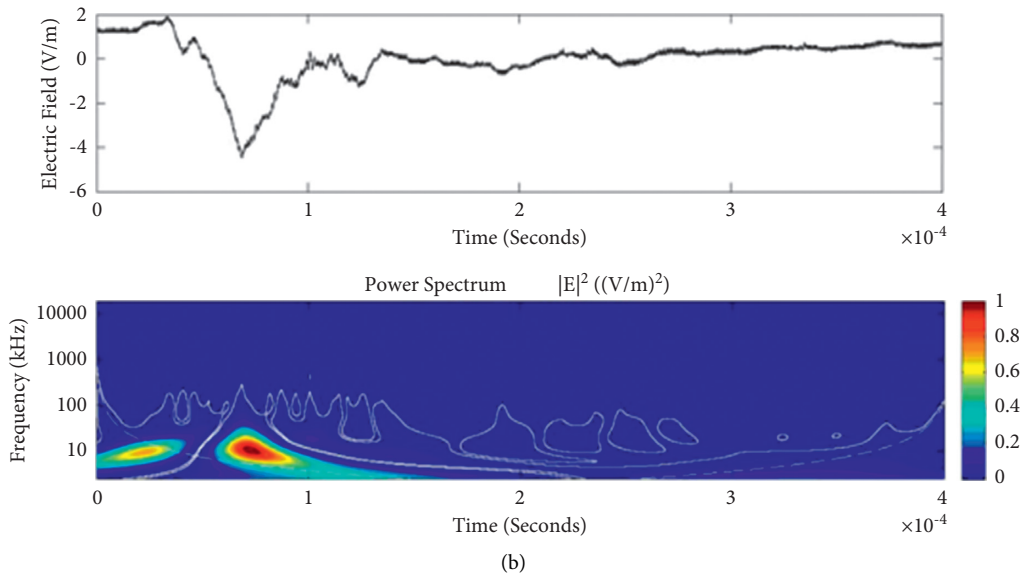 2
0
-2
-4
-6
Electric Field (V/m)
0 1 2 3 4
Time (Seconds) ×10⁻⁴
Power Spectrum |E|² ((V/m)²)
10000
1000
100
10
Frequency (kHz)
1
0.8
0.6
0.4
0.2
0
0 1 2 3 4
Time (Seconds) ×10⁻⁴
(b)